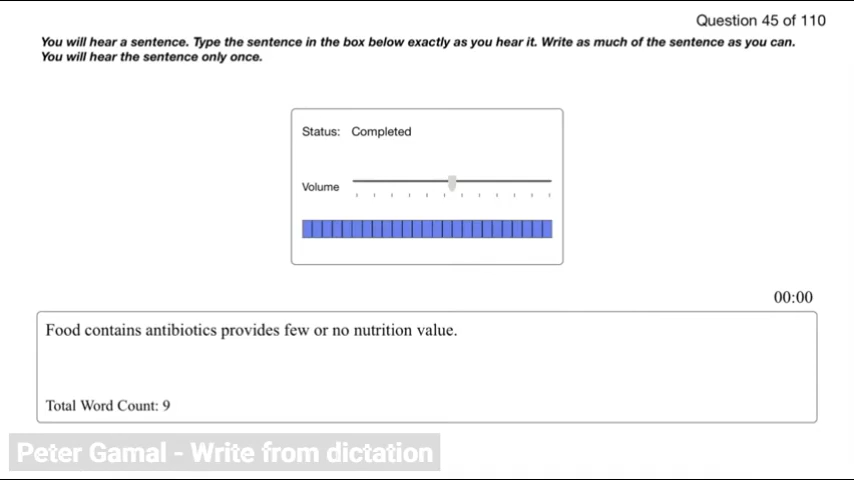 Question 45 of 110
You will hear a sentence. Type the sentence in the box below exactly as you hear it. Write as much of the sentence as you can.
You will hear the sentence only once.
Status: Completed
Volume
00:00
Food contains antibiotics provides few or no nutrition value.
Total Word Count: 9
Peter Gamal - Write from dictation